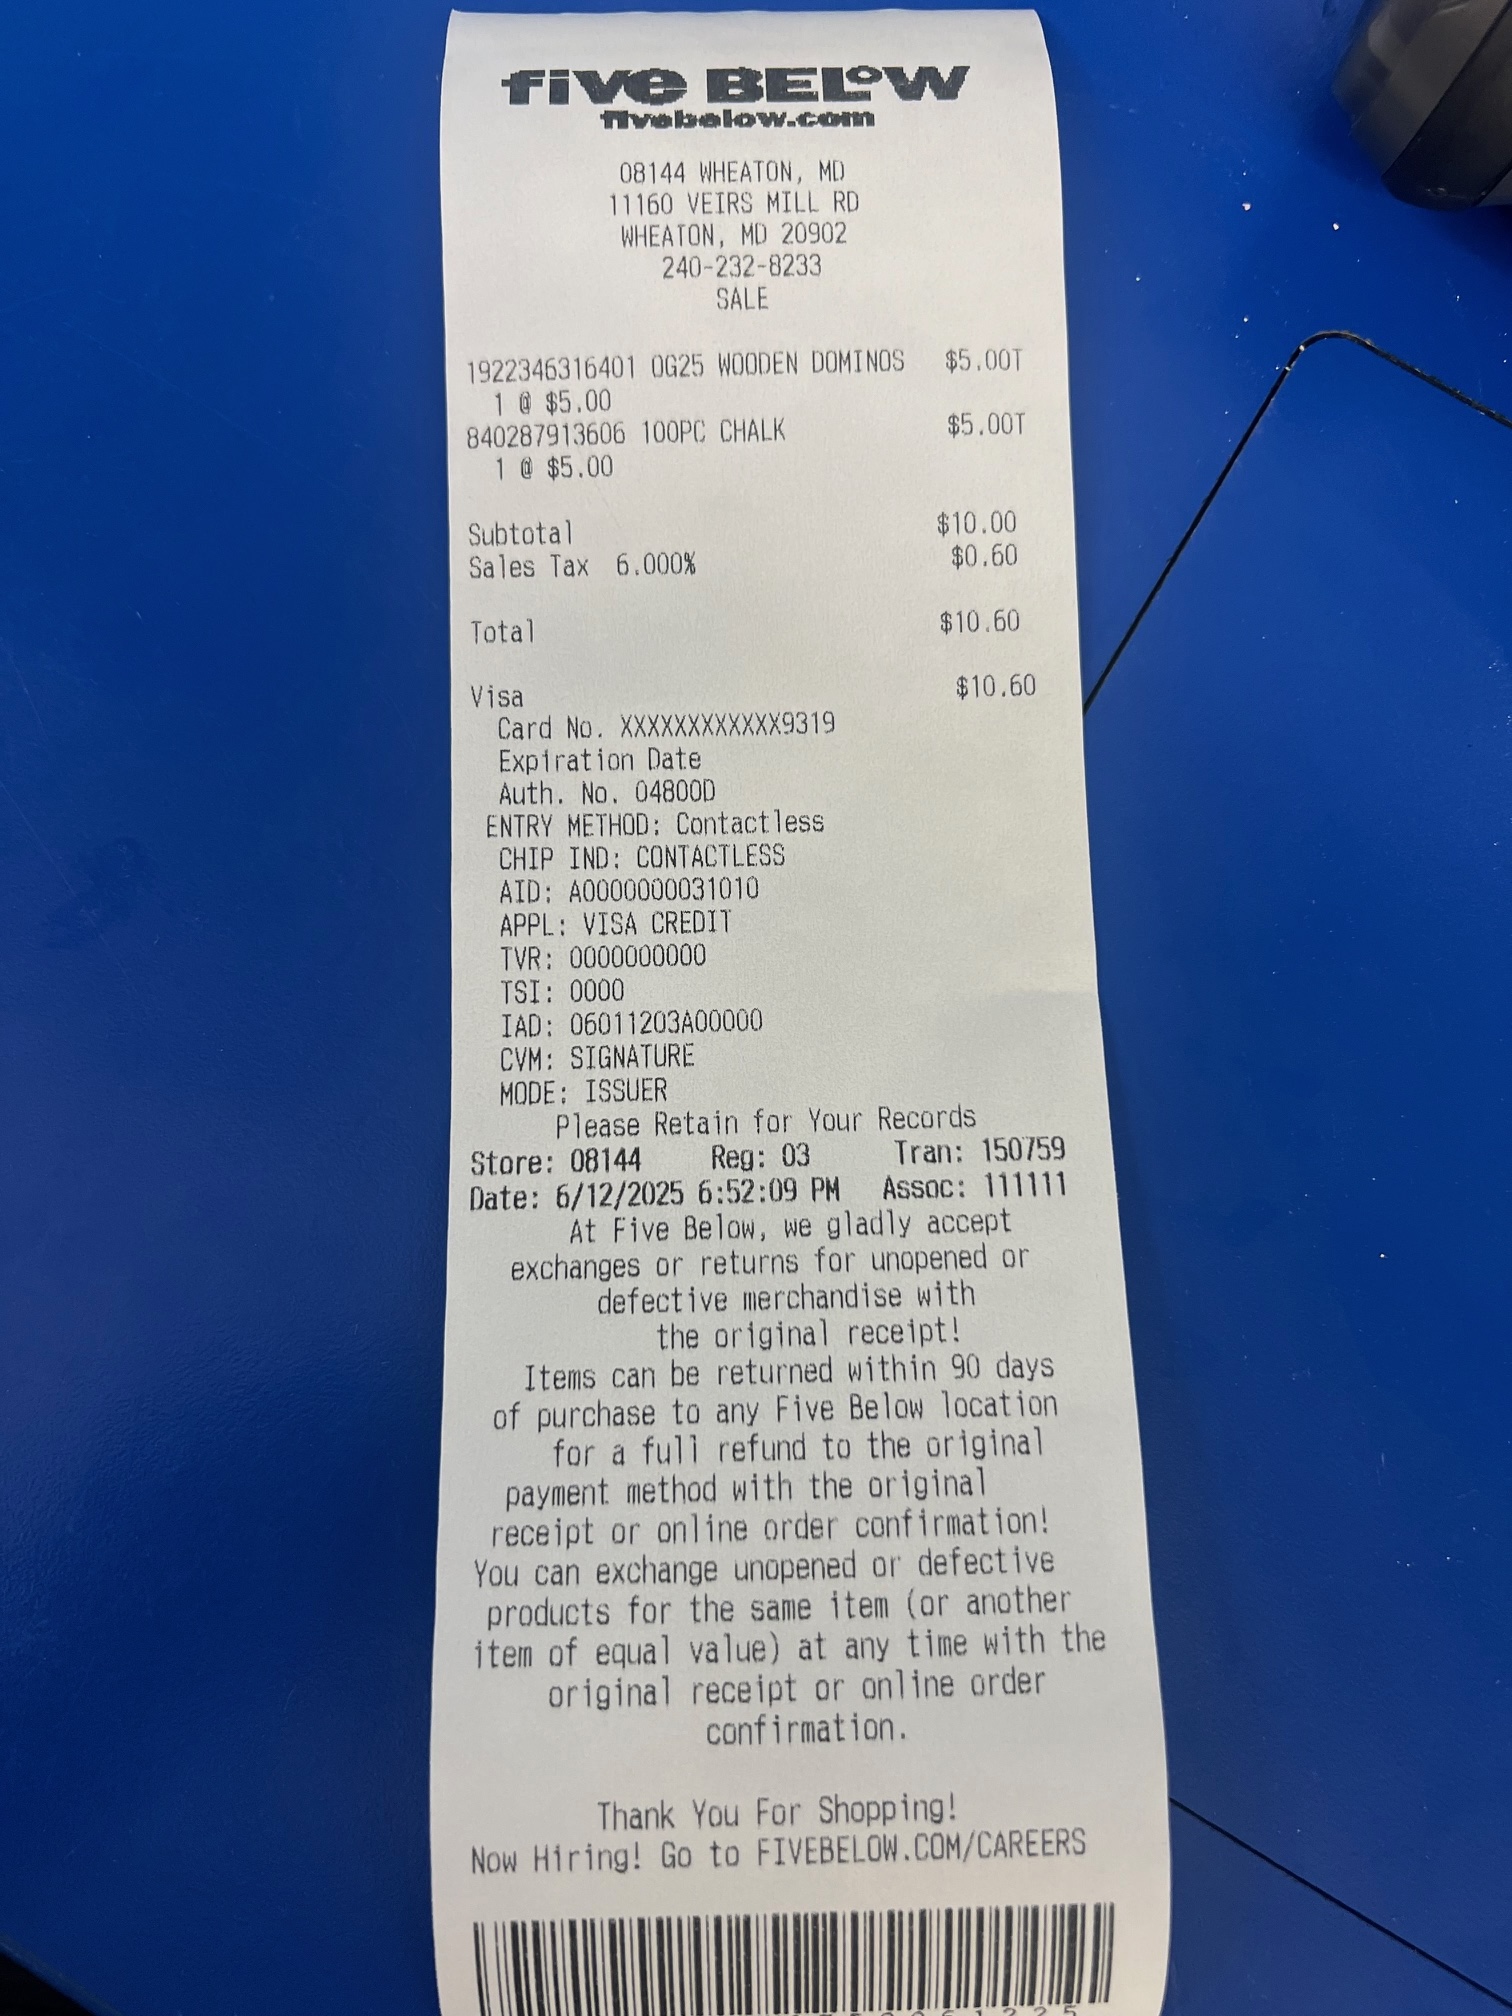 five BELOW
fivebelow.com
08144 WHEATON, MD
11160 VEIRS MILL RD
WHEATON, MD 20902
240-232-8233
SALE
1922346316401 OG25 WOODEN DOMINOS $5.00T
1 @ $5.00
840287913606 100PC CHALK $5.00T
1 @ $5.00
Subtotal $10.00
Sales Tax 6.000% $0.60
Total $10.60
Visa $10.60
Card No. XXXXXXXXXXXX9319
Expiration Date
Auth. No. 04800D
ENTRY METHOD: Contactless
CHIP IND: CONTACTLESS
AID: A0000000031010
APPL: VISA CREDIT
TVR: 0000000000
TSI: 0000
IAD: 06011203A00000
CVM: SIGNATURE
MODE: ISSUER
Please Retain for Your Records
Store: 08144 Reg: 03 Tran: 150759
Date: 6/12/2025 6:52:09 PM Assoc: 111111
At Five Below, we gladly accept
exchanges or returns for unopened or
defective merchandise with
the original receipt!
Items can be returned within 90 days
of purchase to any Five Below location
for a full refund to the original
payment method with the original
receipt or online order confirmation!
You can exchange unopened or defective
products for the same item (or another
item of equal value) at any time with the
original receipt or online order
confirmation.
Thank You For Shopping!
Now Hiring! Go to FIVEBELOW.COM/CAREERS